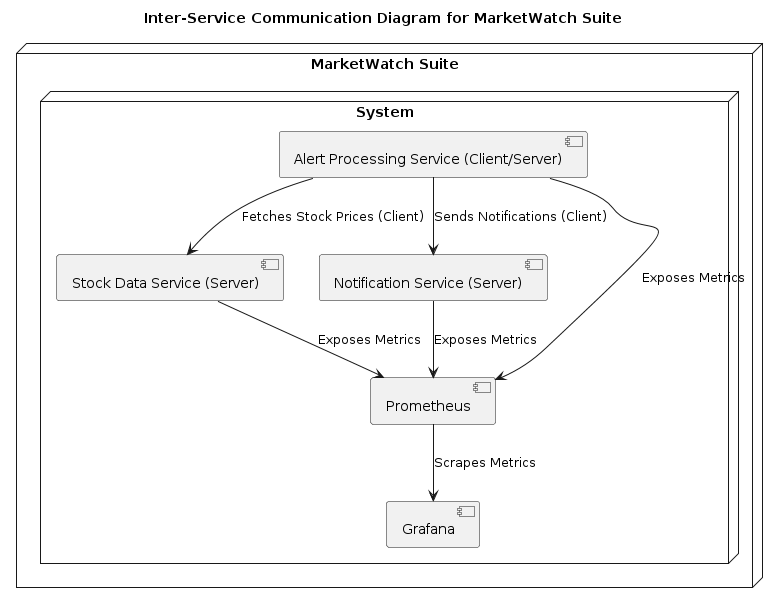 Inter-Service Communication Diagram for MarketWatch Suite
MarketWatch Suite
System
Alert Processing Service (Client/Server)
Fetches Stock Prices (Client)
Sends Notifications (Client)
Exposes Metrics
Stock Data Service (Server)
Notification Service (Server)
Exposes Metrics
Exposes Metrics
Prometheus
Scrapes Metrics
Grafana